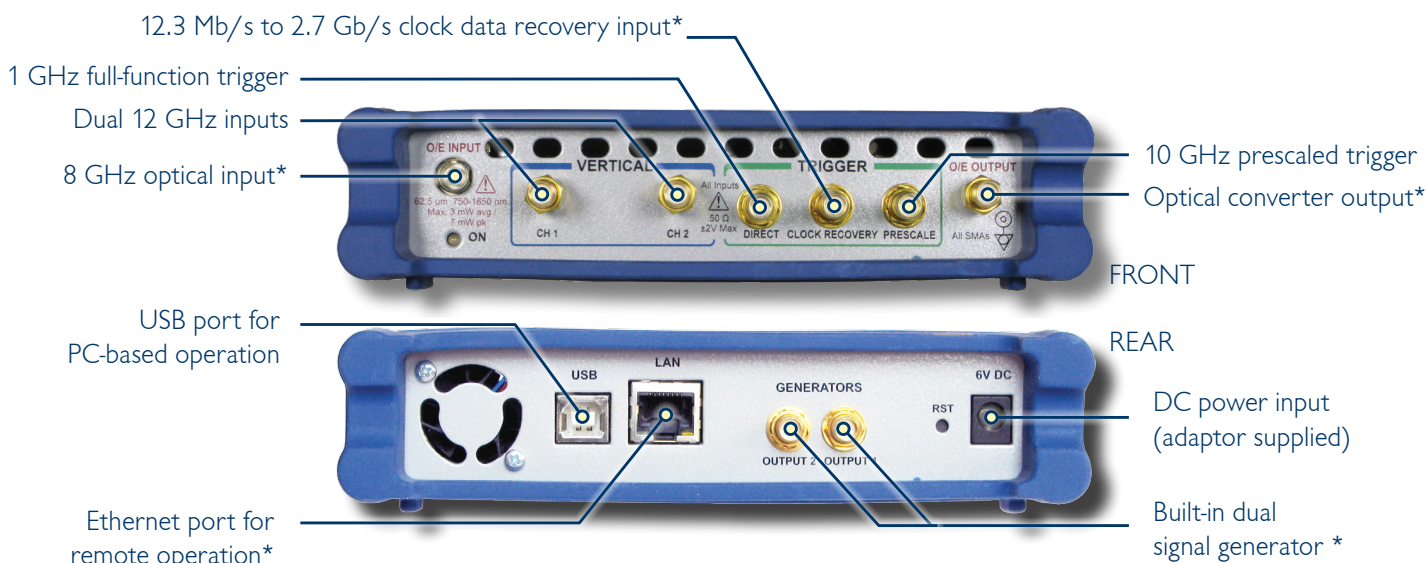 12.3 Mb/s to 2.7 Gb/s clock data recovery input*
1 GHz full-function trigger
Dual 12 GHz inputs
8 GHz optical input*
10 GHz prescaled trigger
Optical converter output*
O/E INPUT
VERTICAL
TRIGGER
O/E OUTPUT
62.5 µm 750-1650 nm
Max: 3 mW avg /
7 mW pk
ON
CH 1
CH 2
All Inputs
50 Ω
±2V Max
DIRECT
CLOCK RECOVERY
PRESCALE
All SMAs
FRONT
USB port for
PC-based operation
REAR
USB
LAN
GENERATORS
OUTPUT 2
OUTPUT 1
RST
6V DC
DC power input
(adaptor supplied)
Ethernet port for
remote operation*
Built-in dual
signal generator *